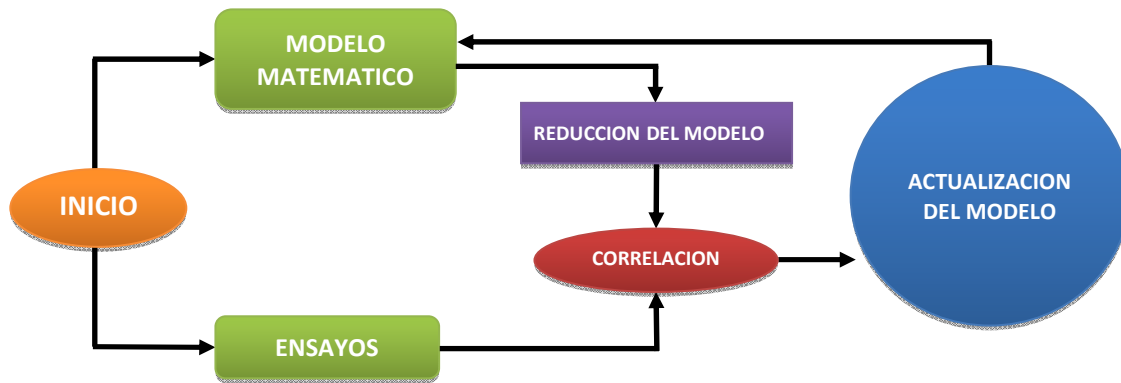 MODELO
MATEMATICO
REDUCCION DEL MODELO
ACTUALIZACION
DEL MODELO
INICIO
CORRELACION
ENSAYOS